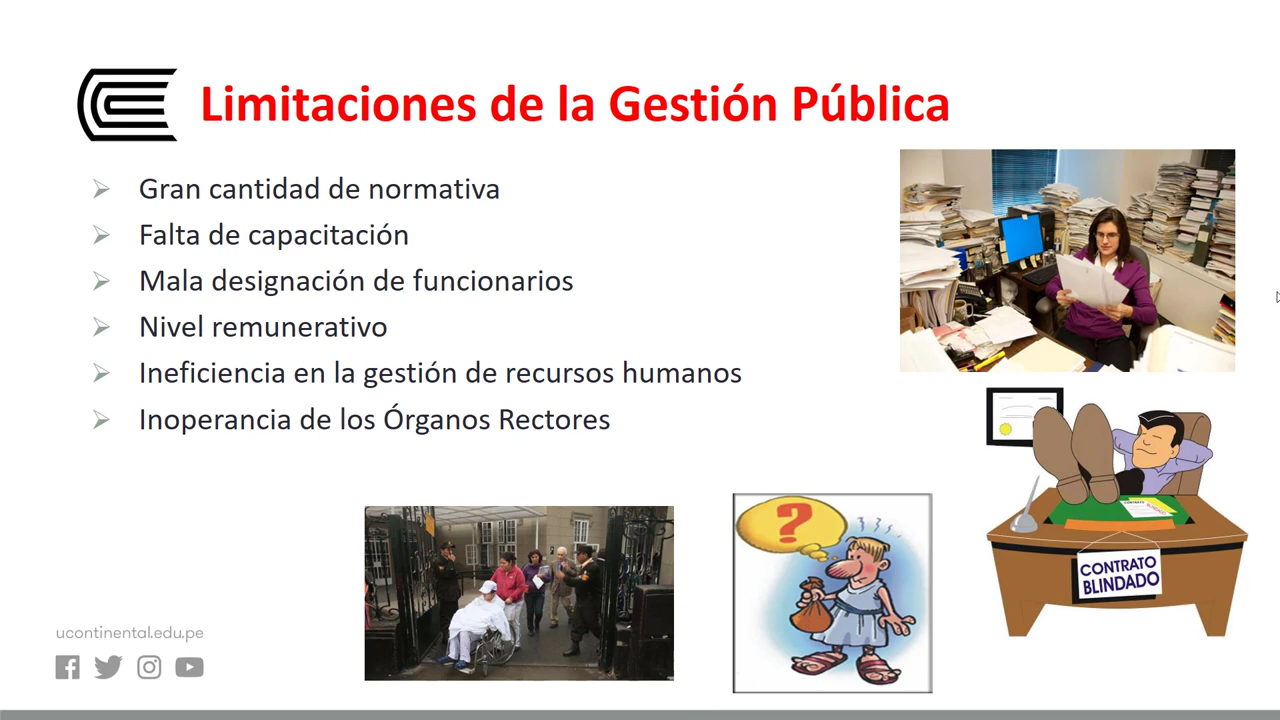 Limitaciones de la Gestión Pública
Gran cantidad de normativa
Falta de capacitación
Mala designación de funcionarios
Nivel remunerativo
Ineficiencia en la gestión de recursos humanos
Inoperancia de los Órganos Rectores
?
CONTRATO
CONTRATO
BLINDADO
ucontinental.edu.pe